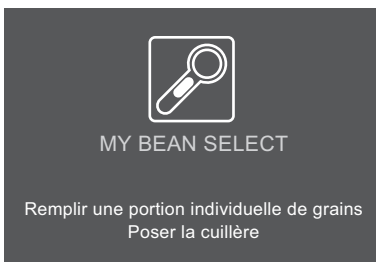 MY BEAN SELECT
Remplir une portion individuelle de grains
Poser la cuillère